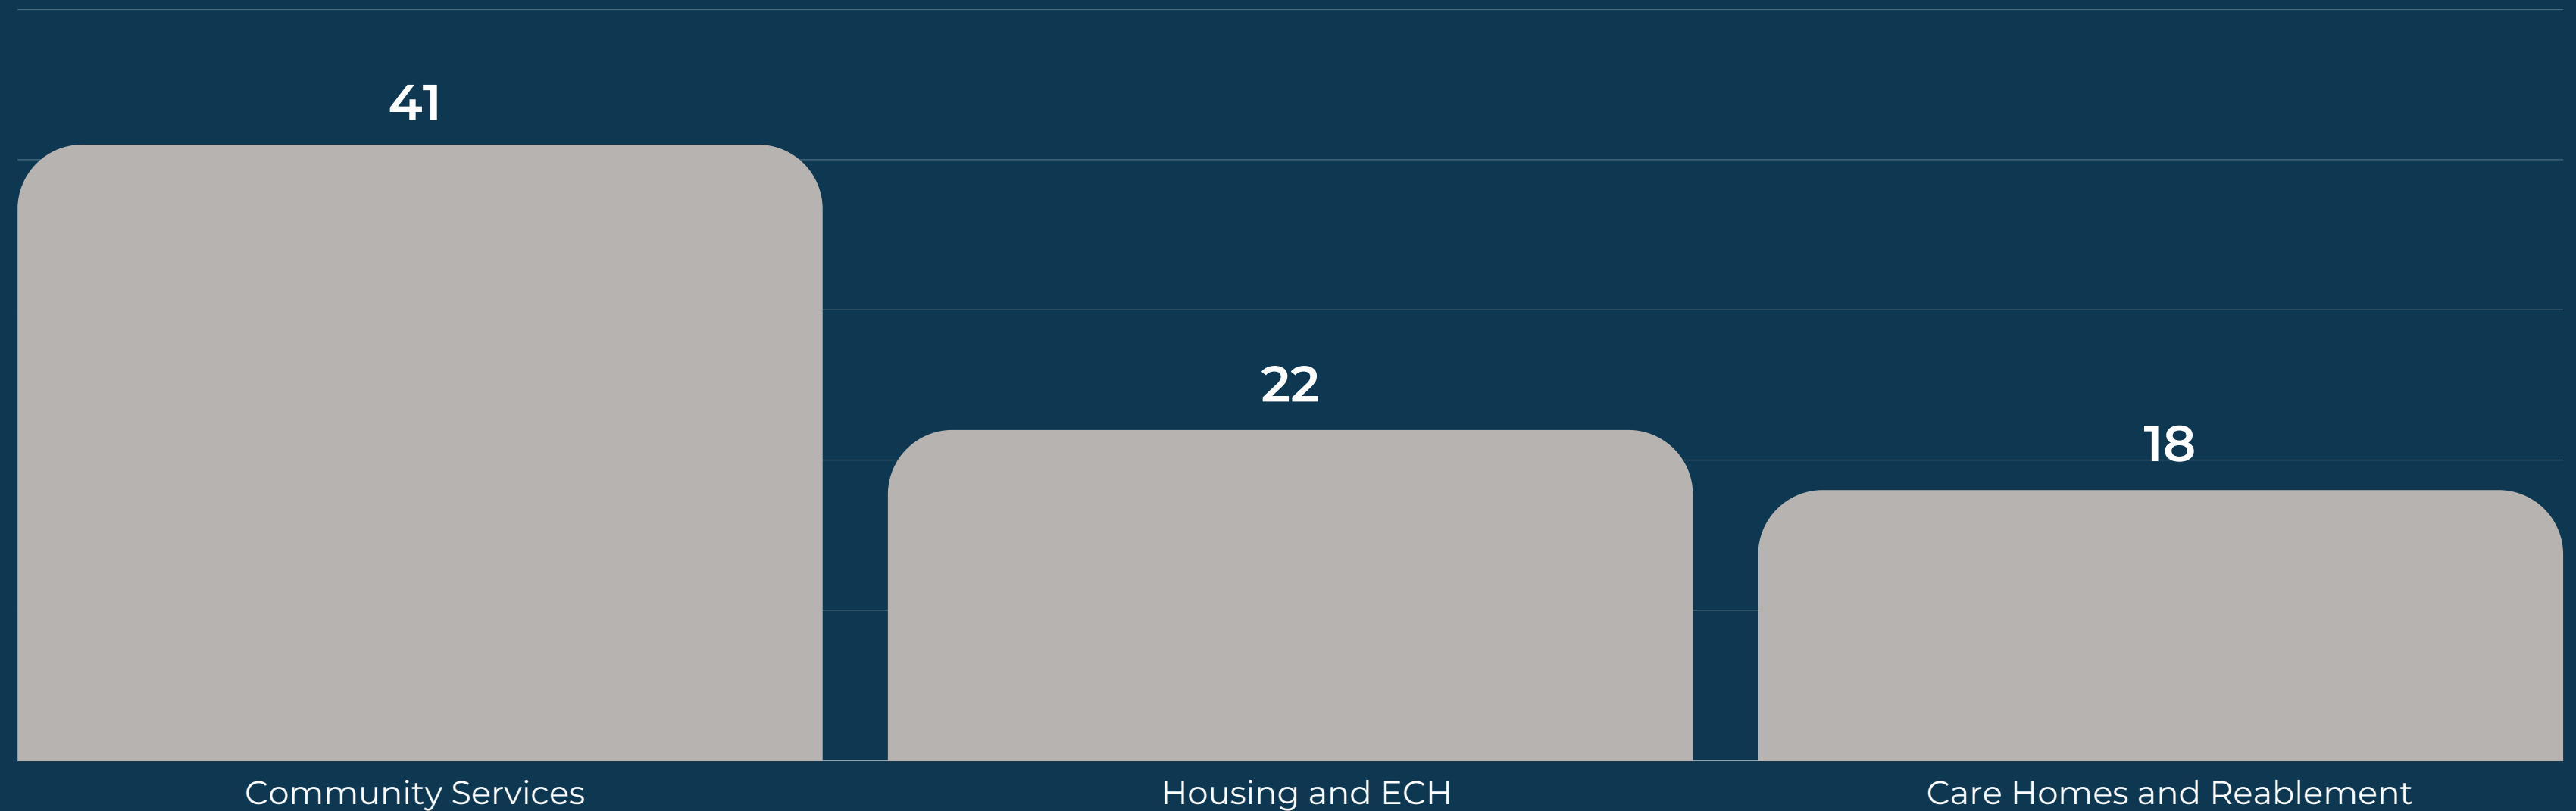 41
22
18
Community Services
Housing and ECH
Care Homes and Reablement